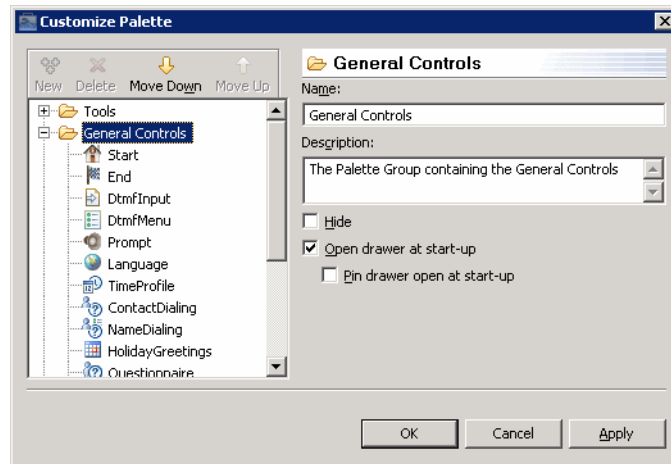 Customize Palette
New Delete Move Down Move Up
Tools
General Controls
Start
End
DtmfInput
DtmfMenu
Prompt
Language
TimeProfile
ContactDialing
NameDialing
HolidayGreetings
Questionnaire
General Controls
Name:
General Controls
Description:
The Palette Group containing the General Controls
Hide
Open drawer at start-up
Pin drawer open at start-up
OK Cancel Apply